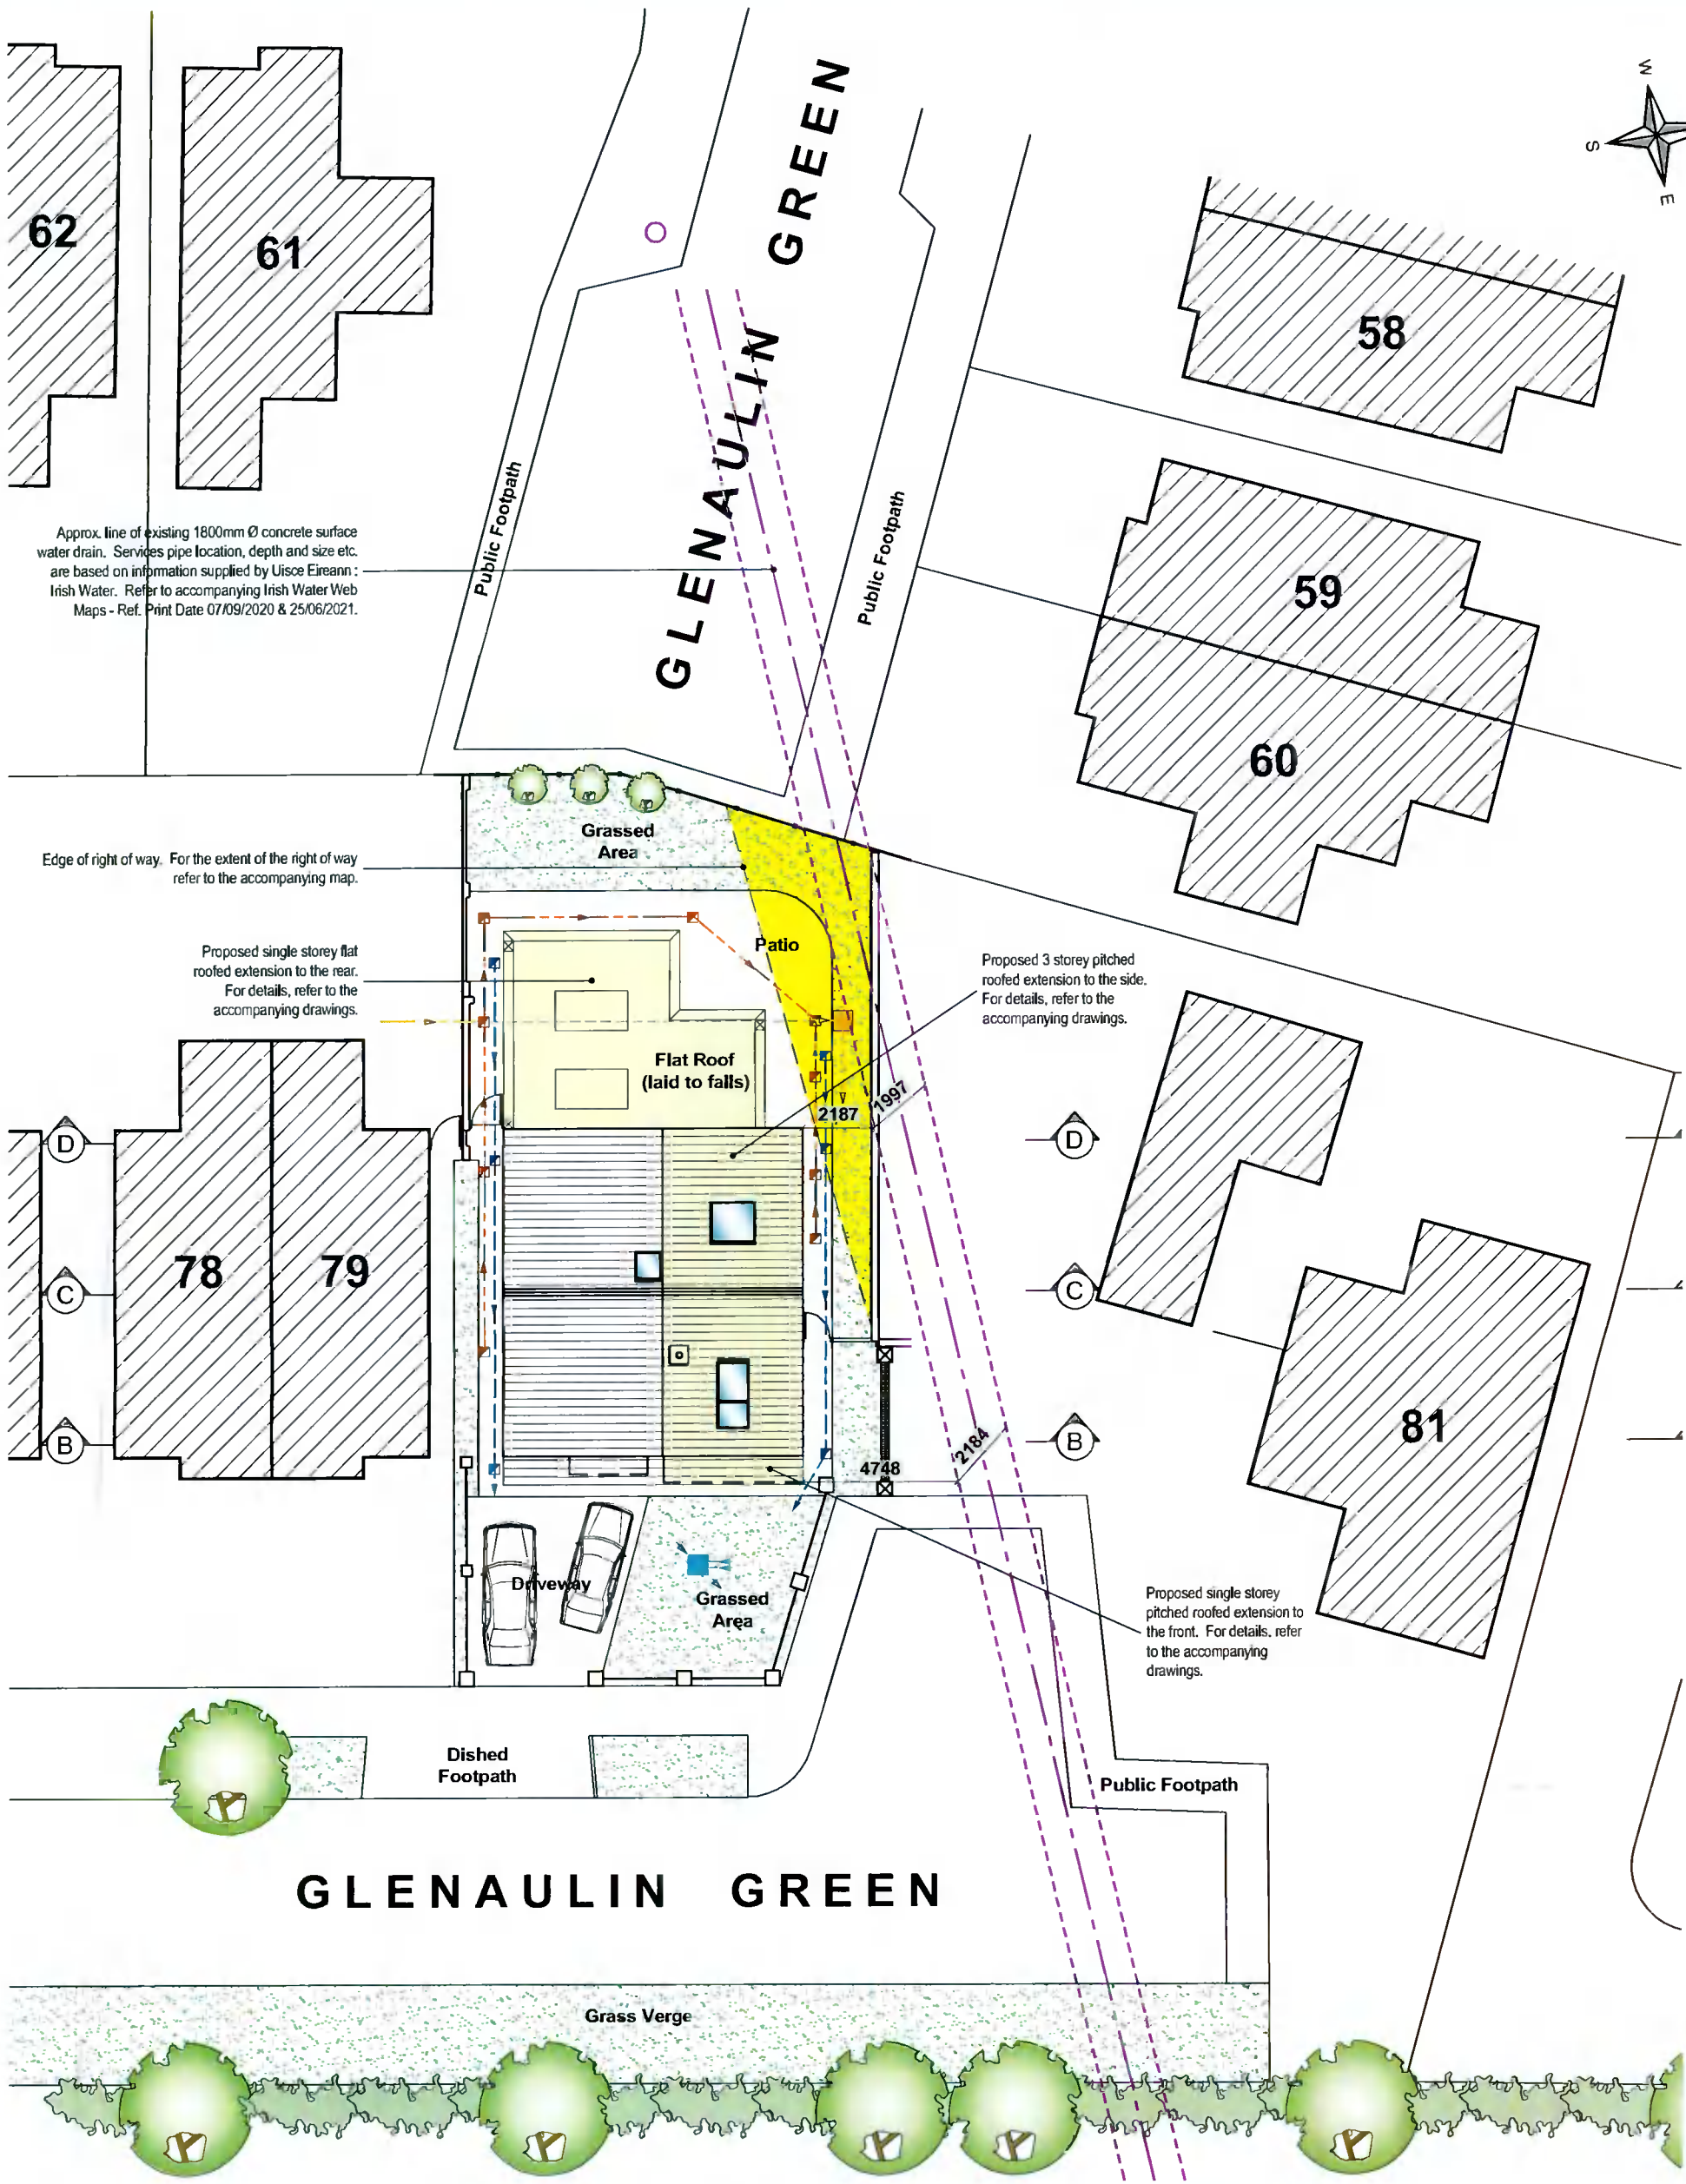 GLENAULIN GREEN
W
S
E
62
61
58
Public Footpath
Public Footpath
Approx. line of existing 1800mm Ø concrete surface
water drain. Services pipe location, depth and size etc.
are based on information supplied by Uisce Eireann :
Irish Water. Refer to accompanying Irish Water Web
Maps - Ref. Print Date 07/09/2020 & 25/06/2021.
59
60
Grassed
Area
Edge of right of way. For the extent of the right of way
refer to the accompanying map.
Patio
Proposed single storey flat
roofed extension to the rear.
For details, refer to the
accompanying drawings.
Proposed 3 storey pitched
roofed extension to the side.
For details, refer to the
accompanying drawings.
Flat Roof
(laid to falls)
2187
1997
D
D
78
79
C
C
81
B
B
4748
2184
Driveway
Grassed
Area
Proposed single storey
pitched roofed extension to
the front. For details, refer
to the accompanying
drawings.
Dished
Footpath
Public Footpath
GLENAULIN GREEN
Grass Verge